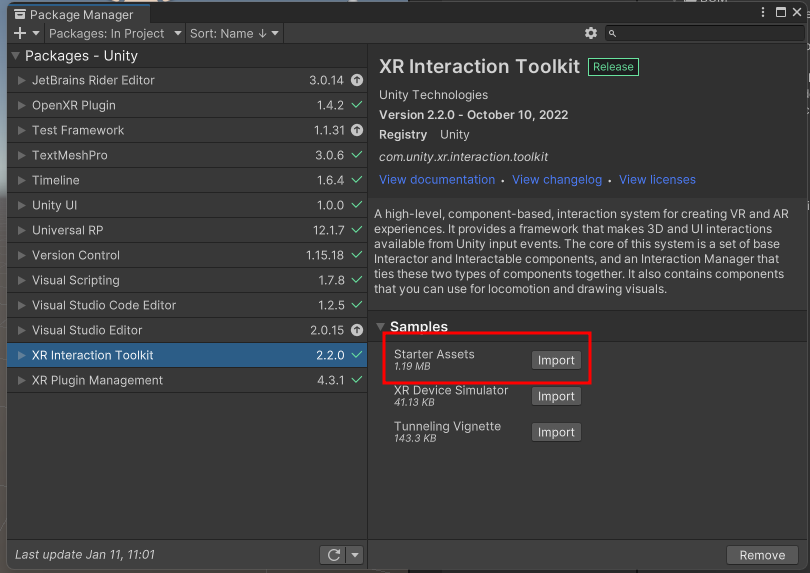 Package Manager
Packages: In Project
Sort: Name ↓
Packages - Unity
JetBrains Rider Editor 3.0.14
OpenXR Plugin 1.4.2
Test Framework 1.1.31
TextMeshPro 3.0.6
Timeline 1.6.4
Unity UI 1.0.0
Universal RP 12.1.7
Version Control 1.15.18
Visual Scripting 1.7.8
Visual Studio Code Editor 1.2.5
Visual Studio Editor 2.0.15
XR Interaction Toolkit 2.2.0
XR Plugin Management 4.3.1
Last update Jan 11, 11:01
XR Interaction Toolkit Release
Unity Technologies
Version 2.2.0 - October 10, 2022
Registry Unity
com.unity.xr.interaction.toolkit
View documentation • View changelog • View licenses
A high-level, component-based, interaction system for creating VR and AR
experiences. It provides a framework that makes 3D and UI interactions
available from Unity input events. The core of this system is a set of base
Interactor and Interactable components, and an Interaction Manager that
ties these two types of components together. It also contains components
that you can use for locomotion and drawing visuals.
Samples
Starter Assets
1.19 MB
Import
XR Device Simulator
41.13 KB
Import
Tunneling Vignette
143.3 KB
Import
Remove